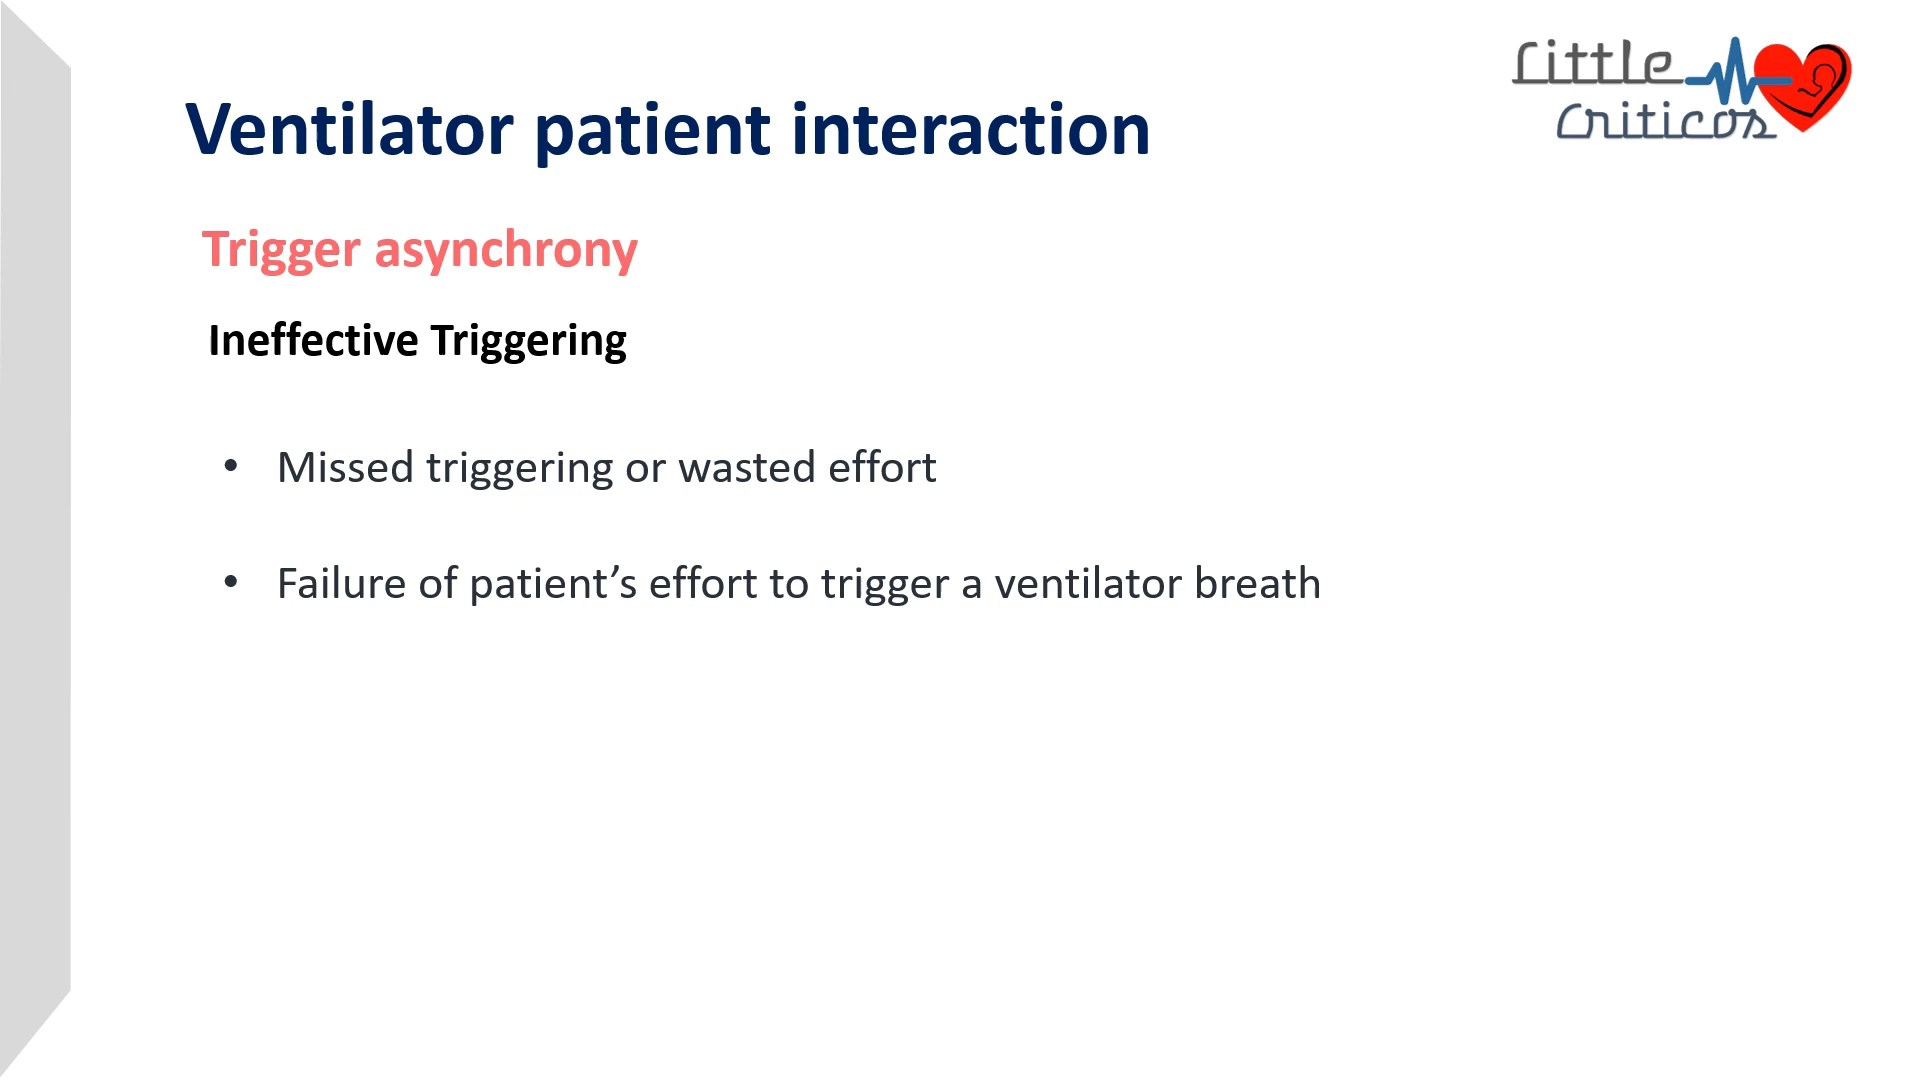 Little
Criticos
Ventilator patient interaction
Trigger asynchrony
Ineffective Triggering
• Missed triggering or wasted effort
• Failure of patient’s effort to trigger a ventilator breath